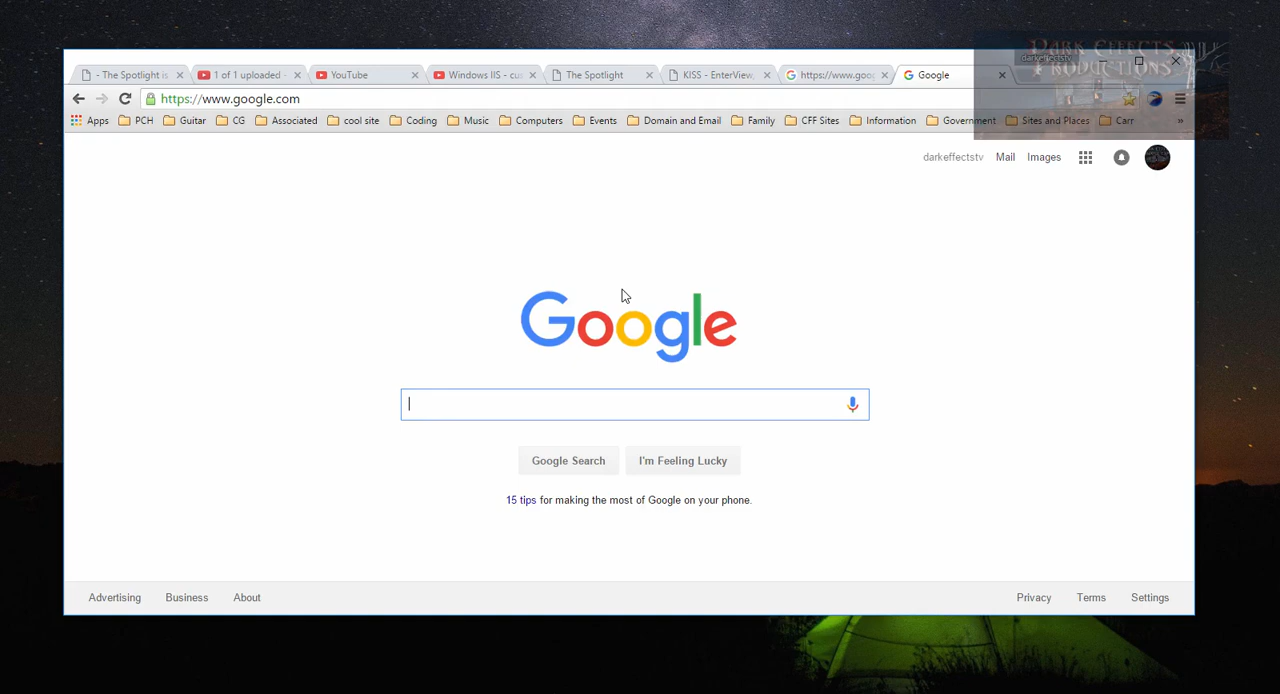 - The Spotlight is
1 of 1 uploaded -
YouTube
Windows IIS - cu
The Spotlight
KISS - EnterView,
https://www.goog
Google
DARK EFFECTS
PRODUCTIONS
darkeffectstv
https://www.google.com
Apps
PCH
Guitar
CG
Associated
cool site
Coding
Music
Computers
Events
Domain and Email
Family
CFF Sites
Information
Government
Sites and Places
Carr
»
darkeffectstv
Mail
Images
Google
Google Search
I'm Feeling Lucky
15 tips for making the most of Google on your phone.
Advertising
Business
About
Privacy
Terms
Settings